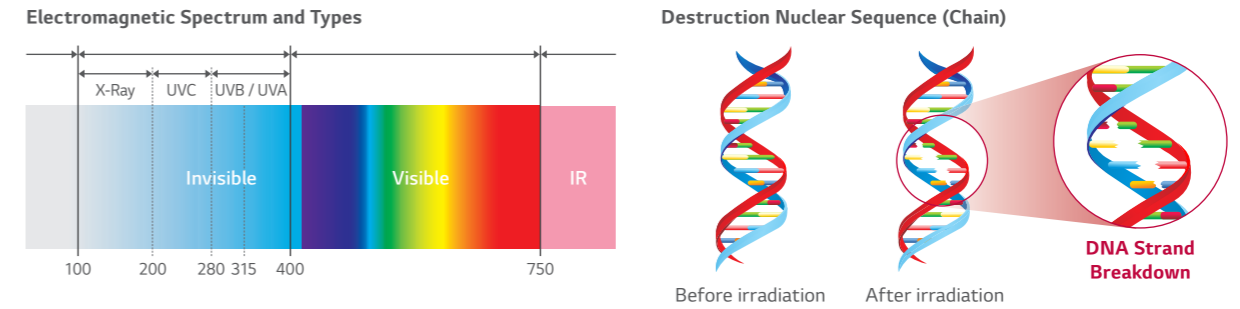 Electromagnetic Spectrum and Types
X-Ray
UVC
UVB / UVA
Invisible
Visible
IR
100
200
280
315
400
750
Destruction Nuclear Sequence (Chain)
Before irradiation
After irradiation
DNA Strand
Breakdown